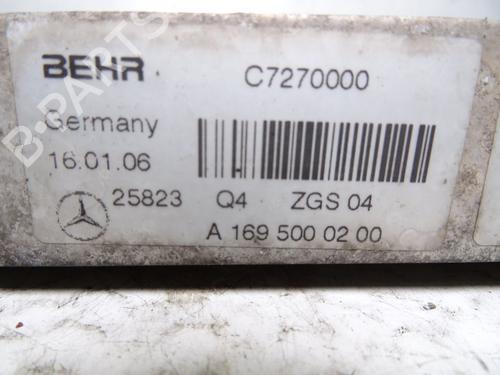 BEHR C7270000
Germany
16.01.06
25823 Q4 ZGS 04
A 169 500 02 00
B-PARTS